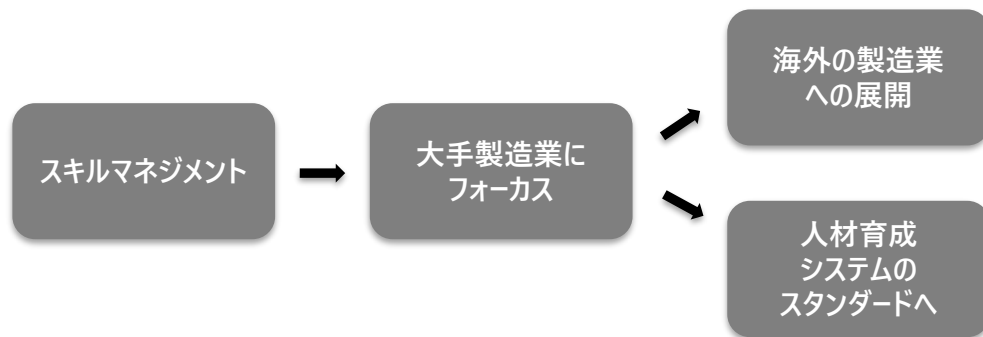 スキルマネジメント
大手製造業に
フォーカス
海外の製造業
への展開
人材育成
システムの
スタンダードへ